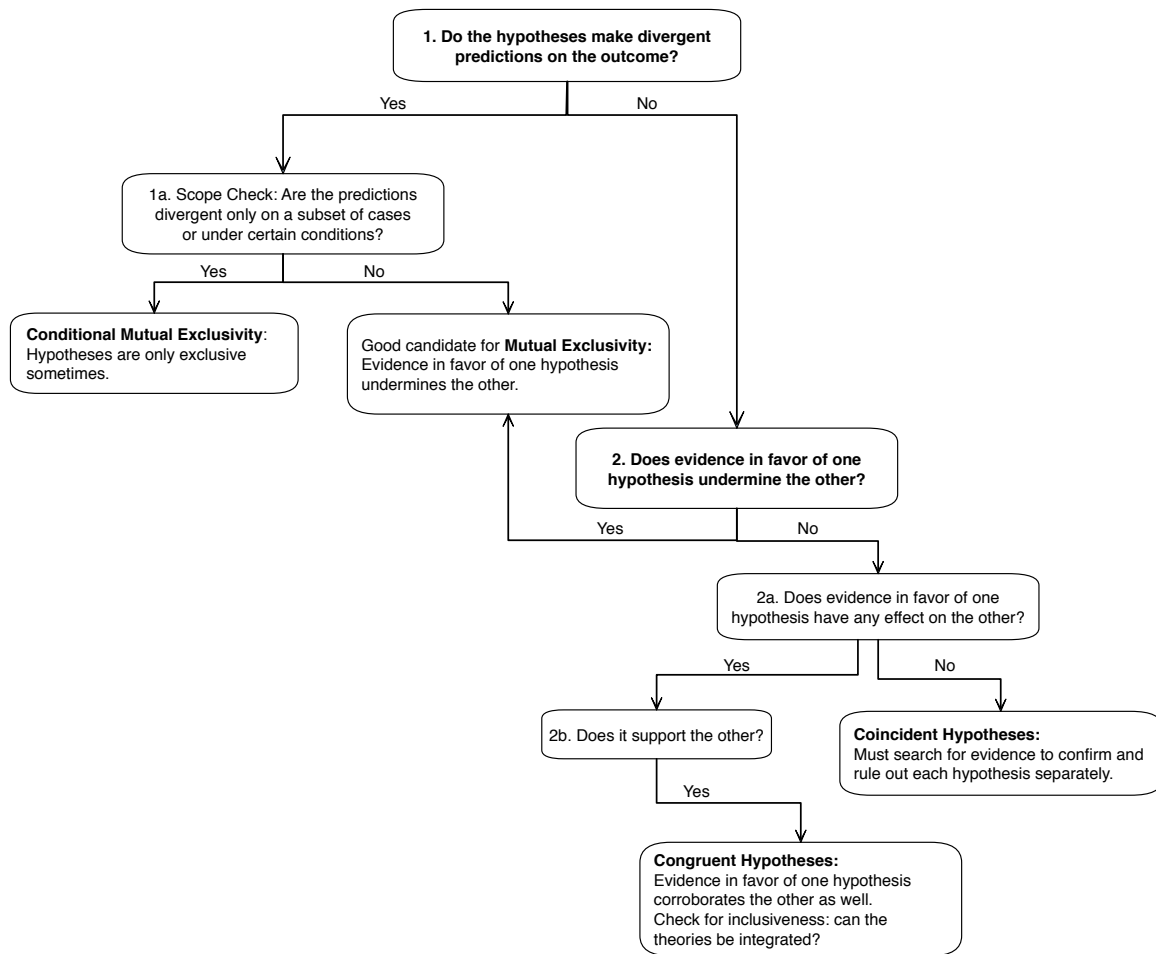 1. Do the hypotheses make divergent
predictions on the outcome?
Yes
No
1a. Scope Check: Are the predictions
divergent only on a subset of cases
or under certain conditions?
Yes
No
Conditional Mutual Exclusivity:
Hypotheses are only exclusive
sometimes.
Good candidate for Mutual Exclusivity:
Evidence in favor of one hypothesis
undermines the other.
2. Does evidence in favor of one
hypothesis undermine the other?
Yes
No
2a. Does evidence in favor of one
hypothesis have any effect on the other?
Yes
No
2b. Does it support the other?
Coincident Hypotheses:
Must search for evidence to confirm and
rule out each hypothesis separately.
Yes
Congruent Hypotheses:
Evidence in favor of one hypothesis
corroborates the other as well.
Check for inclusiveness: can the
theories be integrated?